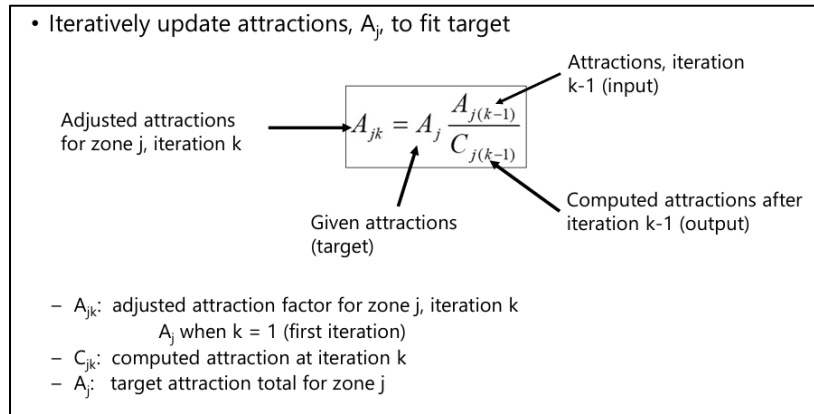 • Iteratively update attractions, Aj, to fit target
Attractions, iteration
k-1 (input)
Adjusted attractions
for zone j, iteration k
Ajk = Aj Aj(k−1) / Cj(k−1)
Given attractions
(target)
Computed attractions after
iteration k-1 (output)
– Ajk: adjusted attraction factor for zone j, iteration k
Aj when k = 1 (first iteration)
– Cjk: computed attraction at iteration k
– Aj: target attraction total for zone j